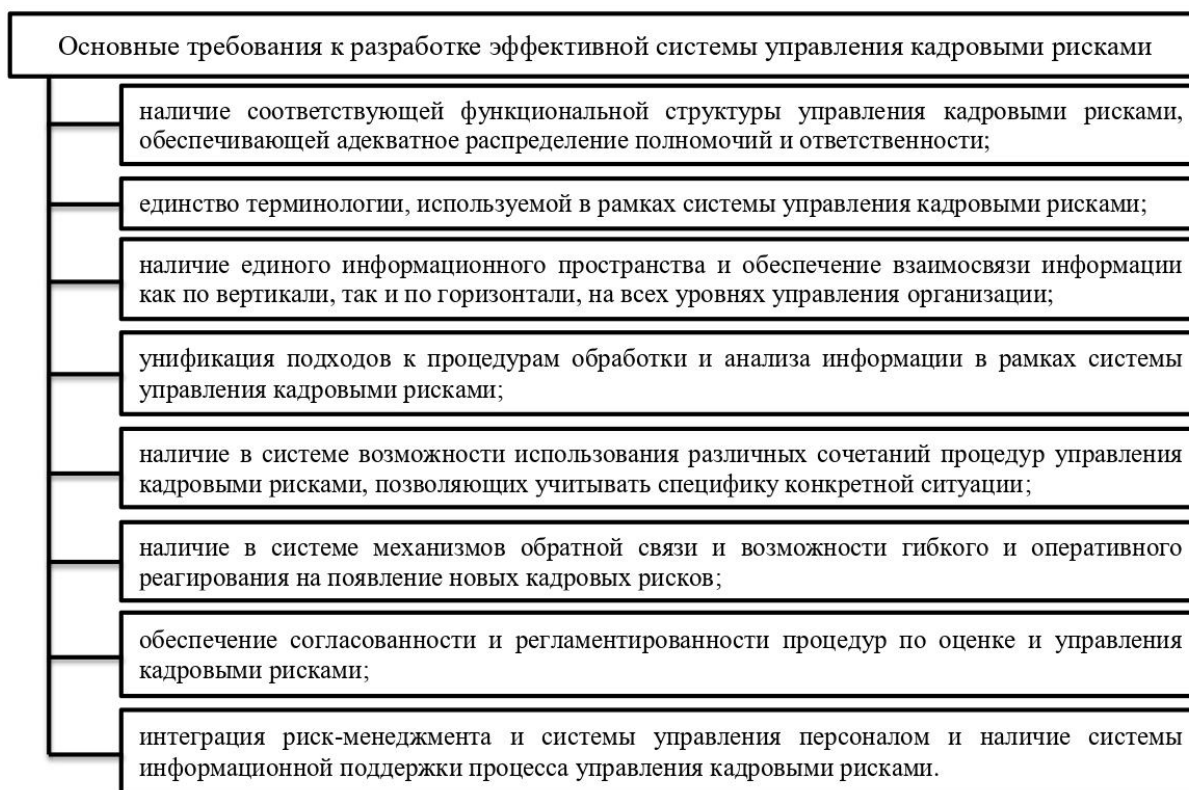 Основные требования к разработке эффективной системы управления кадровыми рисками
наличие соответствующей функциональной структуры управления кадровыми рисками,
обеспечивающей адекватное распределение полномочий и ответственности;
единство терминологии, используемой в рамках системы управления кадровыми рисками;
наличие единого информационного пространства и обеспечение взаимосвязи информации
как по вертикали, так и по горизонтали, на всех уровнях управления организации;
унификация подходов к процедурам обработки и анализа информации в рамках системы
управления кадровыми рисками;
наличие в системе возможности использования различных сочетаний процедур управления
кадровыми рисками, позволяющих учитывать специфику конкретной ситуации;
наличие в системе механизмов обратной связи и возможности гибкого и оперативного
реагирования на появление новых кадровых рисков;
обеспечение согласованности и регламентированности процедур по оценке и управления
кадровыми рисками;
интеграция риск-менеджмента и системы управления персоналом и наличие системы
информационной поддержки процесса управления кадровыми рисками.